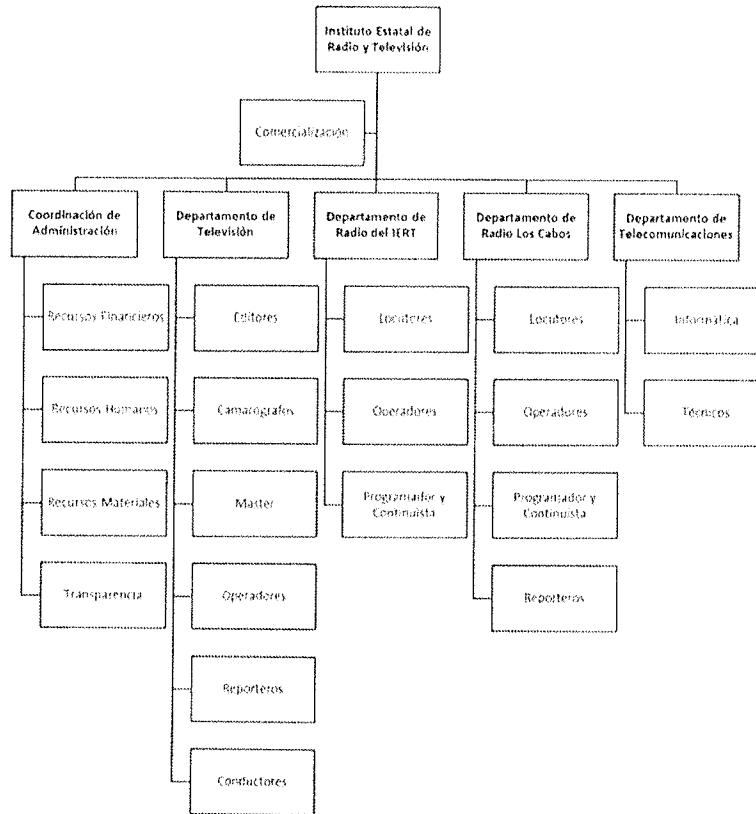 Instituto Estatal de
Radio y Televisión
Comercialización
Coordinación de
Administración
Departamento de
Televisión
Departamento de
Radio del IERT
Departamento de
Radio Los Cabos
Departamento de
Telecomunicaciones
Recursos Financieros
Editores
Locutores
Locutores
Informática
Recursos Humanos
Camarógrafos
Operadores
Operadores
Técnicos
Recursos Materiales
Master
Programador y
Continuista
Programador y
Continuista
Transparencia
Operadores
Reporteros
Reporteros
Conductores